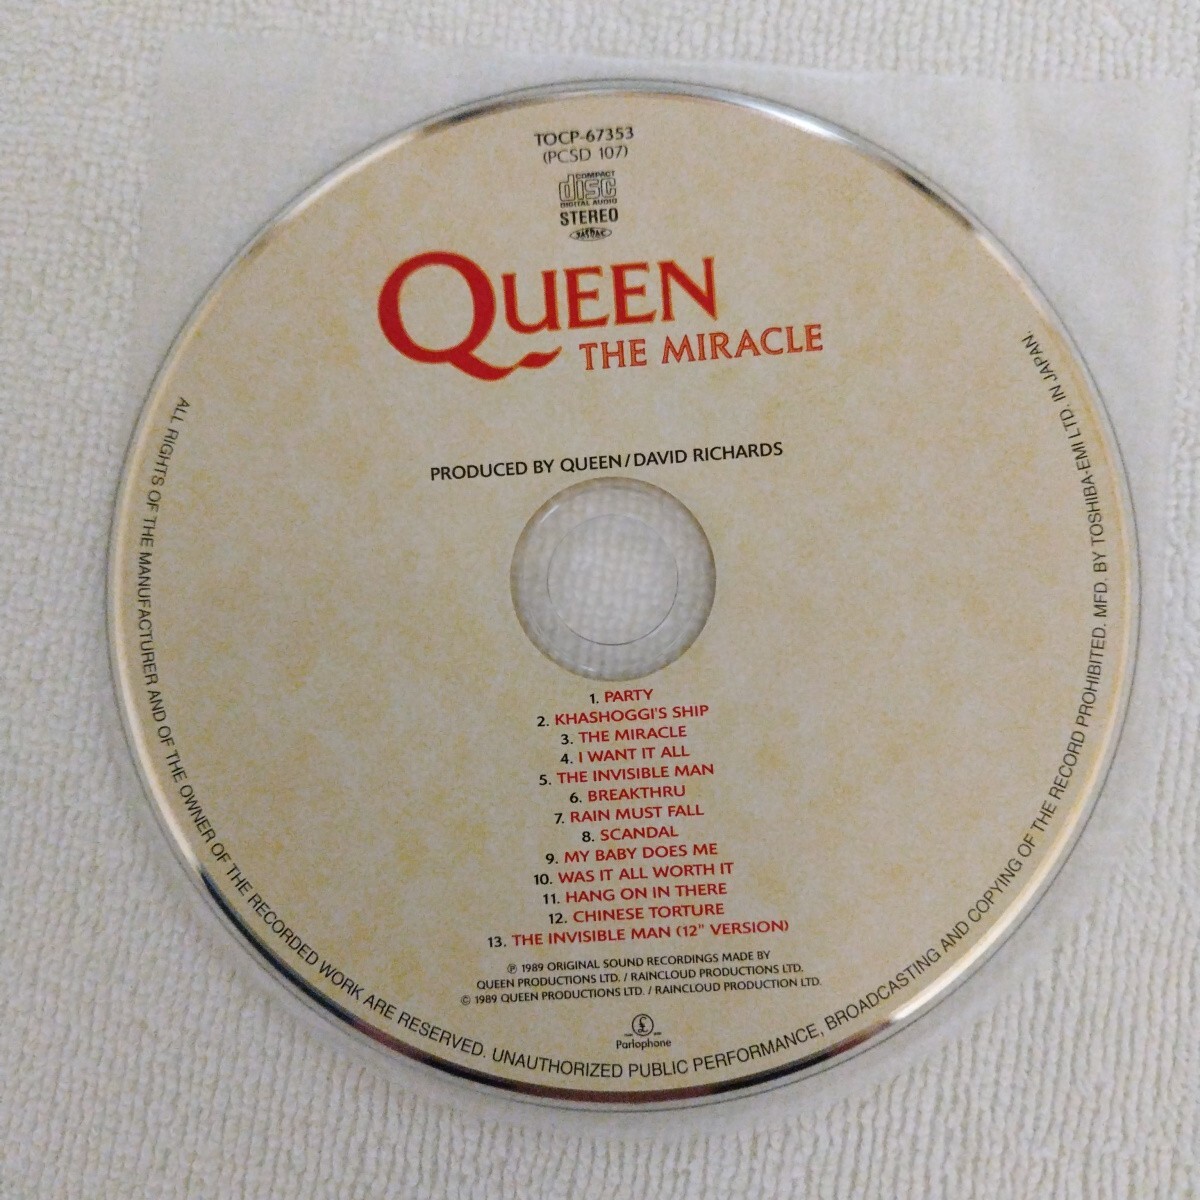 TOCP-67353
(PCSD 107)
COMPACT
disc
DIGITAL AUDIO
STEREO
JASRAC
QUEEN
THE MIRACLE
PRODUCED BY QUEEN/DAVID RICHARDS
1. PARTY
2. KHASHOGGI'S SHIP
3. THE MIRACLE
4. I WANT IT ALL
5. THE INVISIBLE MAN
6. BREAKTHRU
7. RAIN MUST FALL
8. SCANDAL
9. MY BABY DOES ME
10. WAS IT ALL WORTH IT
11. HANG ON IN THERE
12. CHINESE TORTURE
13. THE INVISIBLE MAN (12" VERSION)
℗ 1989 ORIGINAL SOUND RECORDINGS MADE BY
QUEEN PRODUCTIONS LTD. / RAINCLOUD PRODUCTIONS LTD.
© 1989 QUEEN PRODUCTIONS LTD. / RAINCLOUD PRODUCTION LTD.
£
Parlophone
ALL RIGHTS OF THE MANUFACTURER AND OF THE OWNER OF THE RECORDED WORK ARE RESERVED. UNAUTHORIZED PUBLIC PERFORMANCE, BROADCASTING AND COPYING OF THE RECORD PROHIBITED. MFD. BY TOSHIBA-EMI LTD. IN JAPAN.